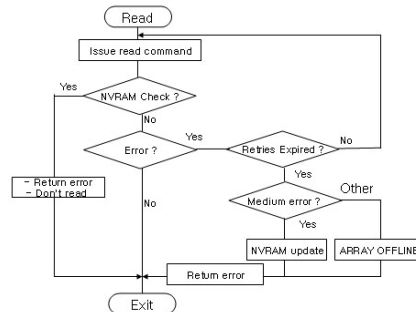 Read
Issue read command
Yes
NVRAM Check ?
No
Error ?
Yes
Retries Expired ?
No
Yes
– Return error
– Don't read
No
Medium error ?
Other
Yes
NVRAM update
ARRAY OFFLINE
Return error
Exit